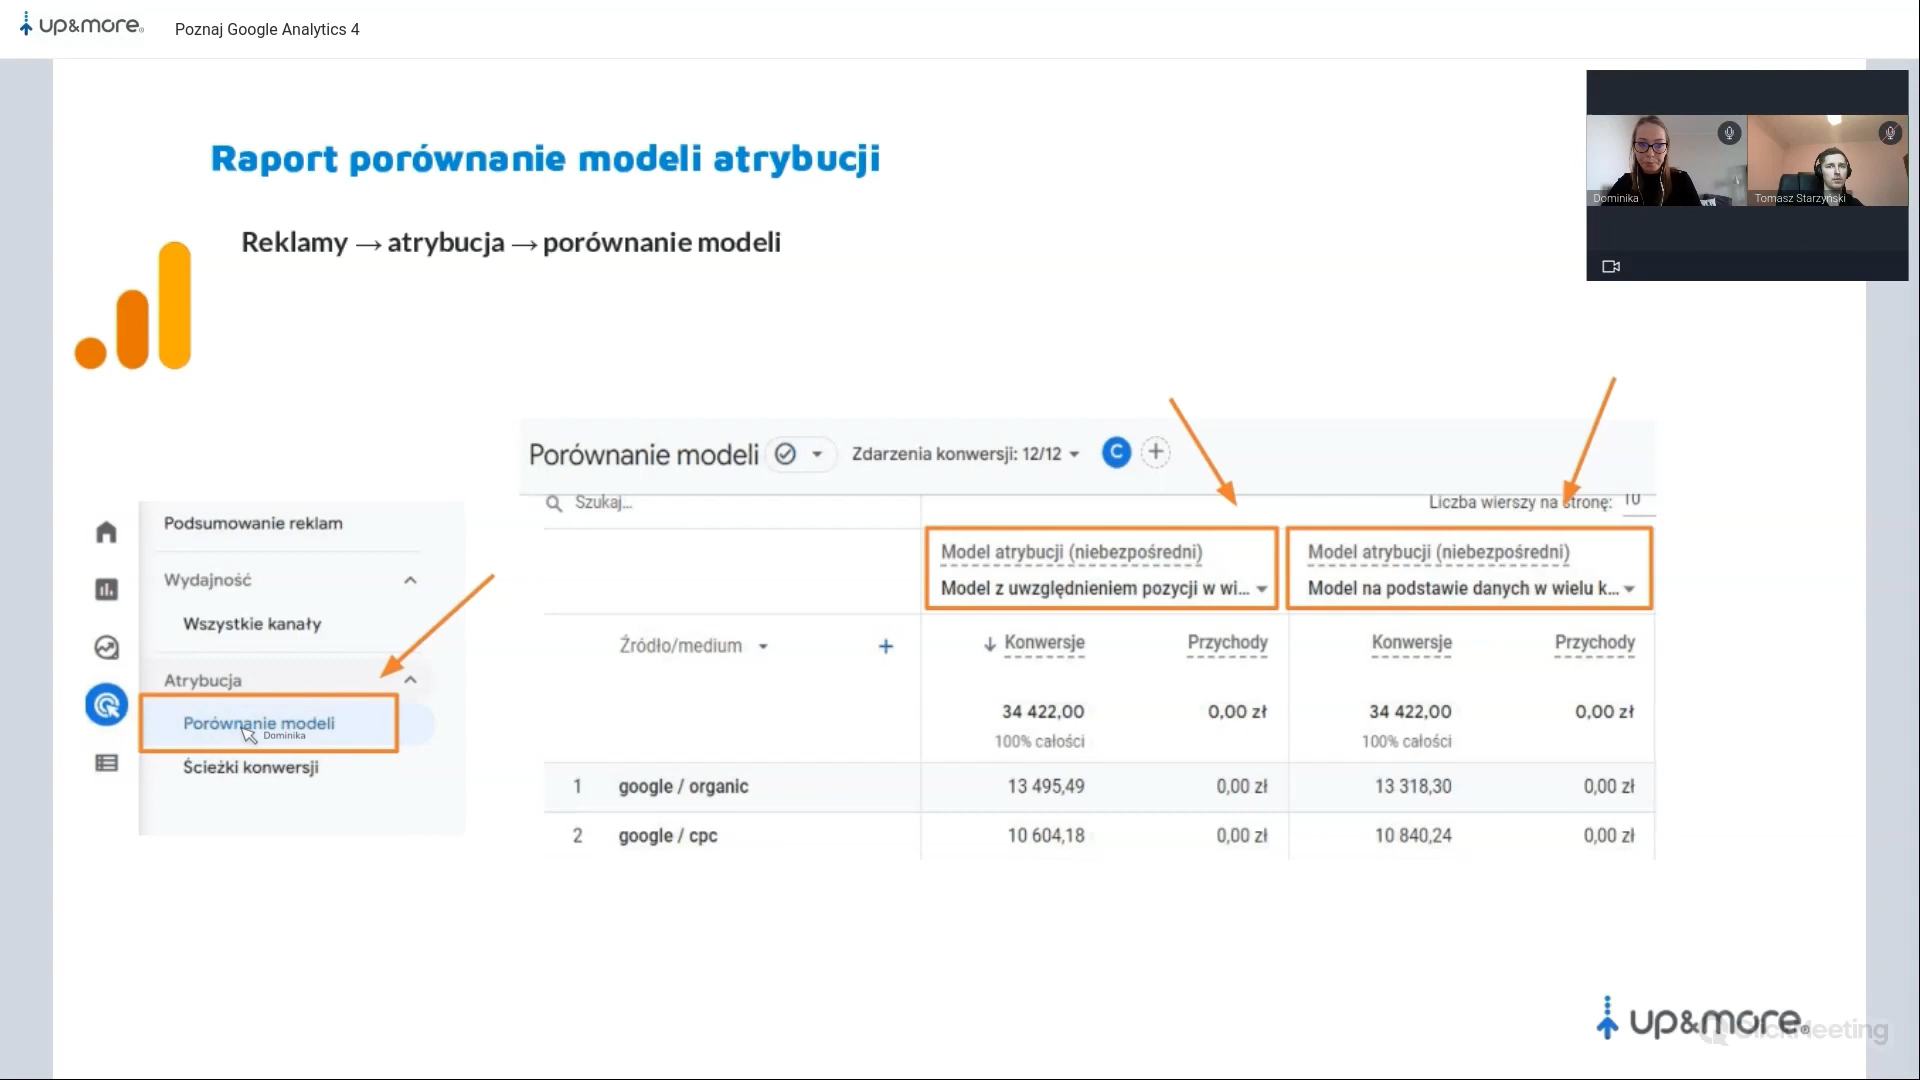 up&more®
Poznaj Google Analytics 4
Raport porównanie modeli atrybucji
Reklamy → atrybucja → porównanie modeli
Dominika
Tomasz Starzyński
Podsumowanie reklam
Wydajność
Wszystkie kanały
Atrybucja
Porównanie modeli
Dominika
Ścieżki konwersji
Porównanie modeli
Zdarzenia konwersji: 12/12
C
+
Szukaj...
Liczba wierszy na stronę: 10
Model atrybucji (niebezpośredni)
Model z uwzględnieniem pozycji w wi...
Model atrybucji (niebezpośredni)
Model na podstawie danych w wielu k...
Źródło/medium
+
↓ Konwersje Przychody Konwersje Przychody
34 422,00 0,00 zł 34 422,00 0,00 zł
100% całości 100% całości
1 google / organic 13 495,49 0,00 zł 13 318,30 0,00 zł
2 google / cpc 10 604,18 0,00 zł 10 840,24 0,00 zł
up&more®
ClickMeeting